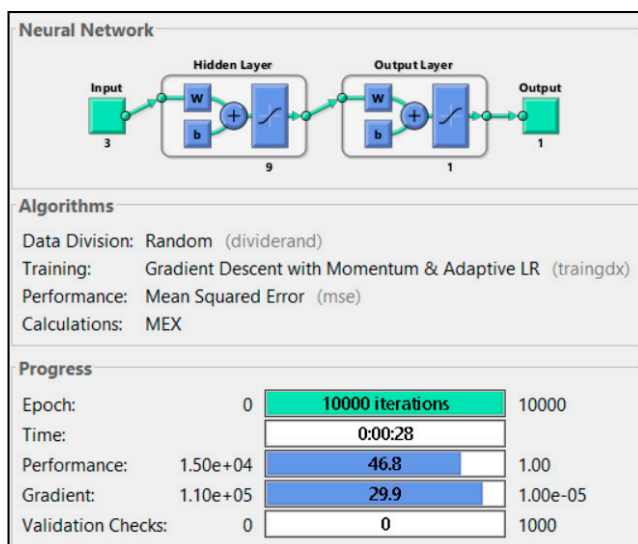 Neural Network
Hidden Layer Output Layer
Input Output
W W
b b
+ +
3 9 1 1
Algorithms
Data Division: Random (dividerand)
Training: Gradient Descent with Momentum & Adaptive LR (traingdx)
Performance: Mean Squared Error (mse)
Calculations: MEX
Progress
Epoch: 0 10000 iterations 10000
Time: 0:00:28
Performance: 1.50e+04 46.8 1.00
Gradient: 1.10e+05 29.9 1.00e-05
Validation Checks: 0 0 1000